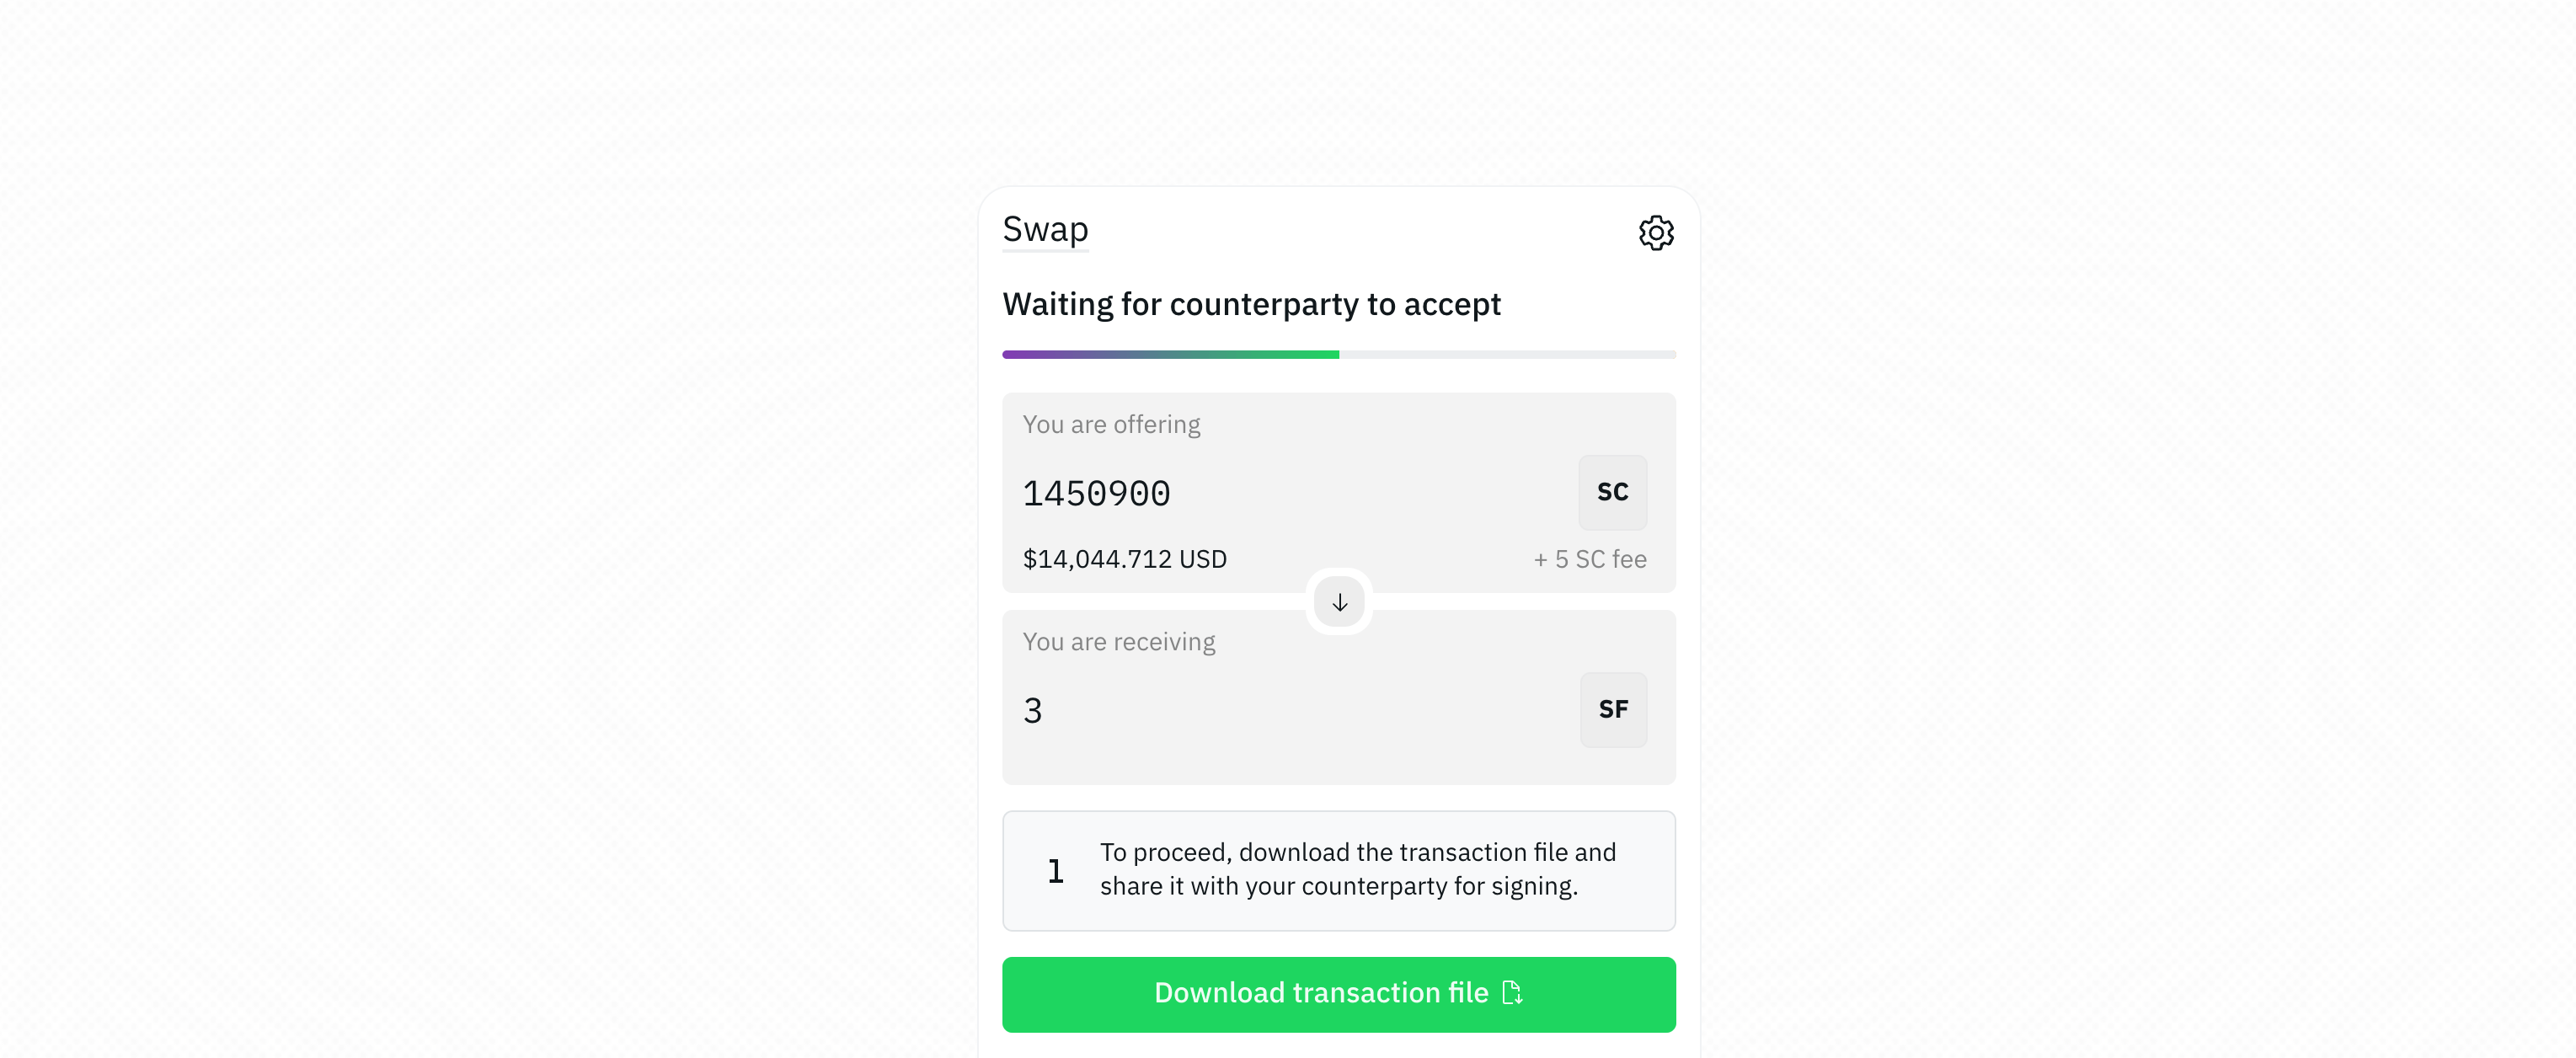 Swap
Waiting for counterparty to accept
You are offering
1450900
SC
$14,044.712 USD
+ 5 SC fee
You are receiving
3
SF
1
To proceed, download the transaction file and
share it with your counterparty for signing.
Download transaction file